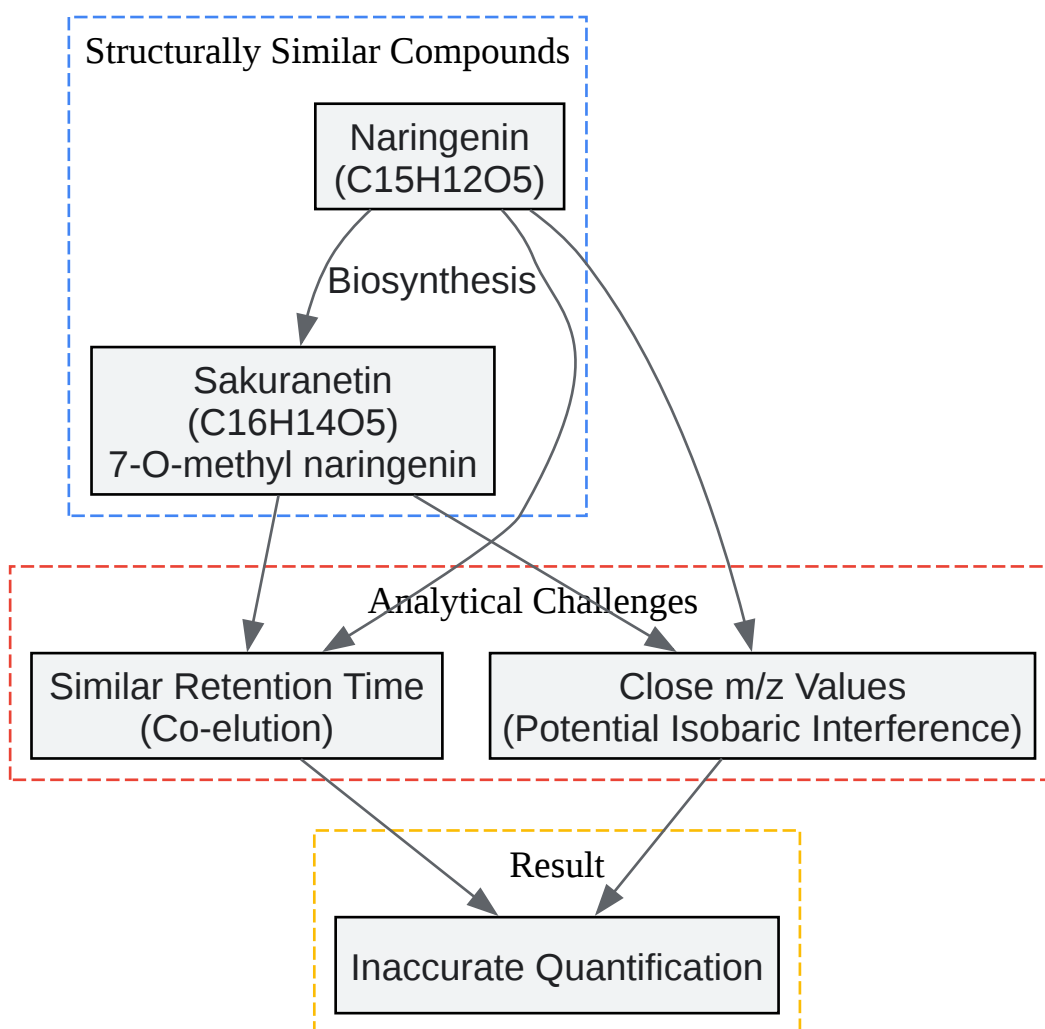 Structurally Similar Compounds
Naringenin
(C15H12O5)
Biosynthesis
Sakuranetin
(C16H14O5)
7-O-methyl naringenin
Analytical Challenges
Similar Retention Time
(Co-elution)
Close m/z Values
(Potential Isobaric Interference)
Result
Inaccurate Quantification